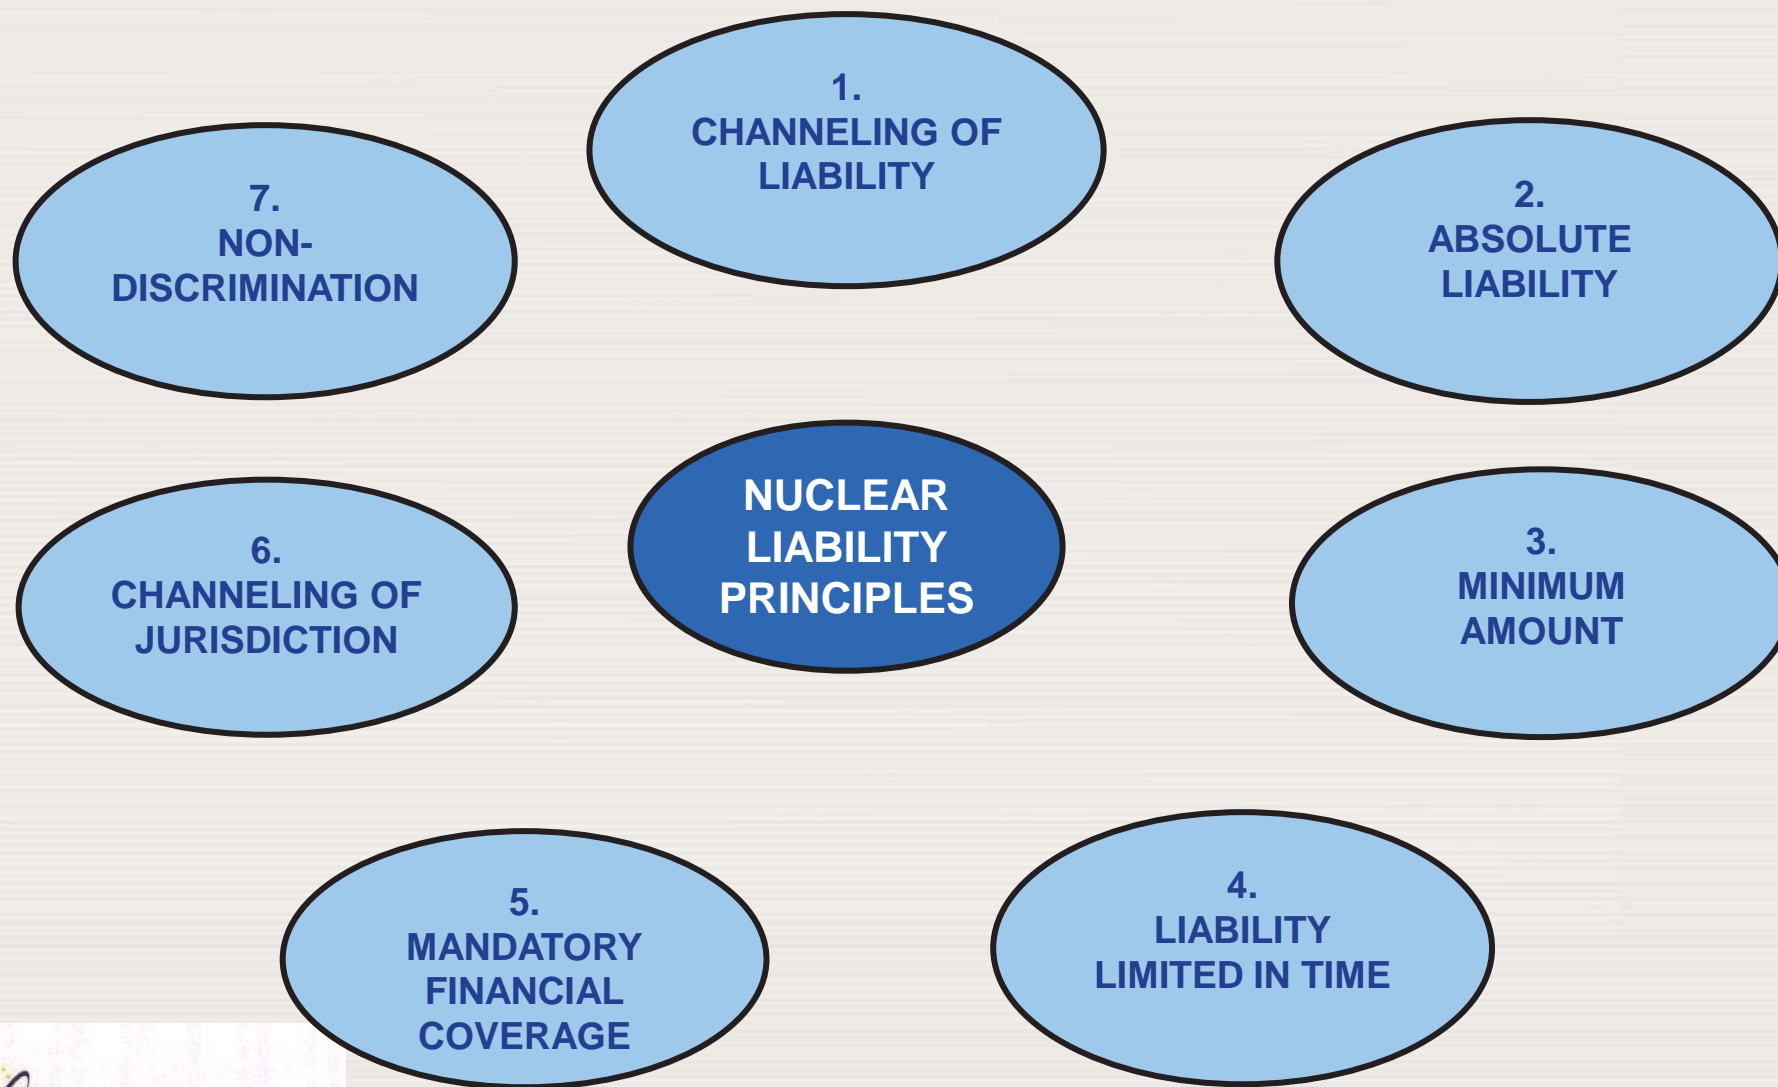 1.
CHANNELING OF
LIABILITY
2.
ABSOLUTE
LIABILITY
3.
MINIMUM
AMOUNT
4.
LIABILITY
LIMITED IN TIME
5.
MANDATORY
FINANCIAL
COVERAGE
6.
CHANNELING OF
JURISDICTION
7.
NON-
DISCRIMINATION
NUCLEAR
LIABILITY
PRINCIPLES